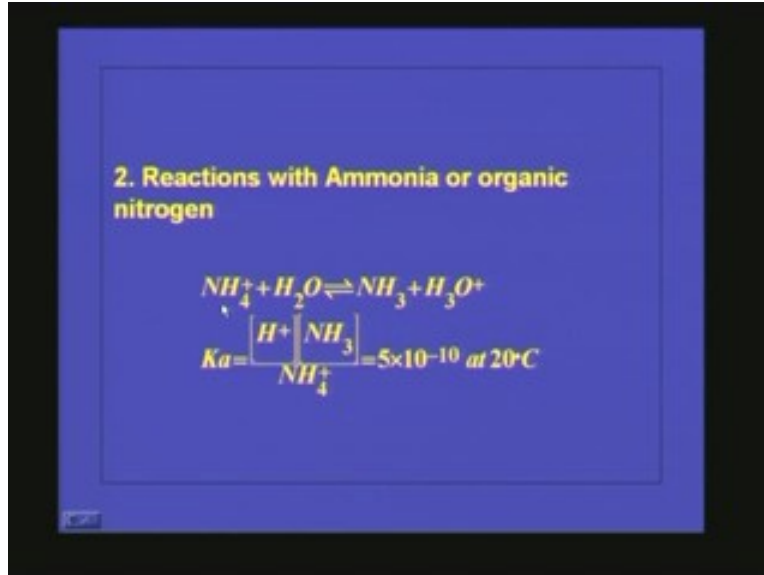 2. Reactions with Ammonia or organic
nitrogen
NH₄⁺+H₂O⇌NH₃+H₃O⁺
Ka=[H⁺][NH₃]/NH₄⁺=5×10⁻¹⁰ at 20°C